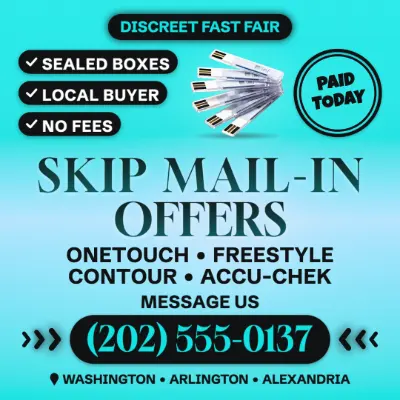 DISCREET FAST FAIR
✓ SEALED BOXES
✓ LOCAL BUYER
✓ NO FEES
PAID
TODAY
SKIP MAIL-IN
OFFERS
ONETOUCH • FREESTYLE
CONTOUR • ACCU-CHEK
MESSAGE US
(202) 555-0137
WASHINGTON • ARLINGTON • ALEXANDRIA